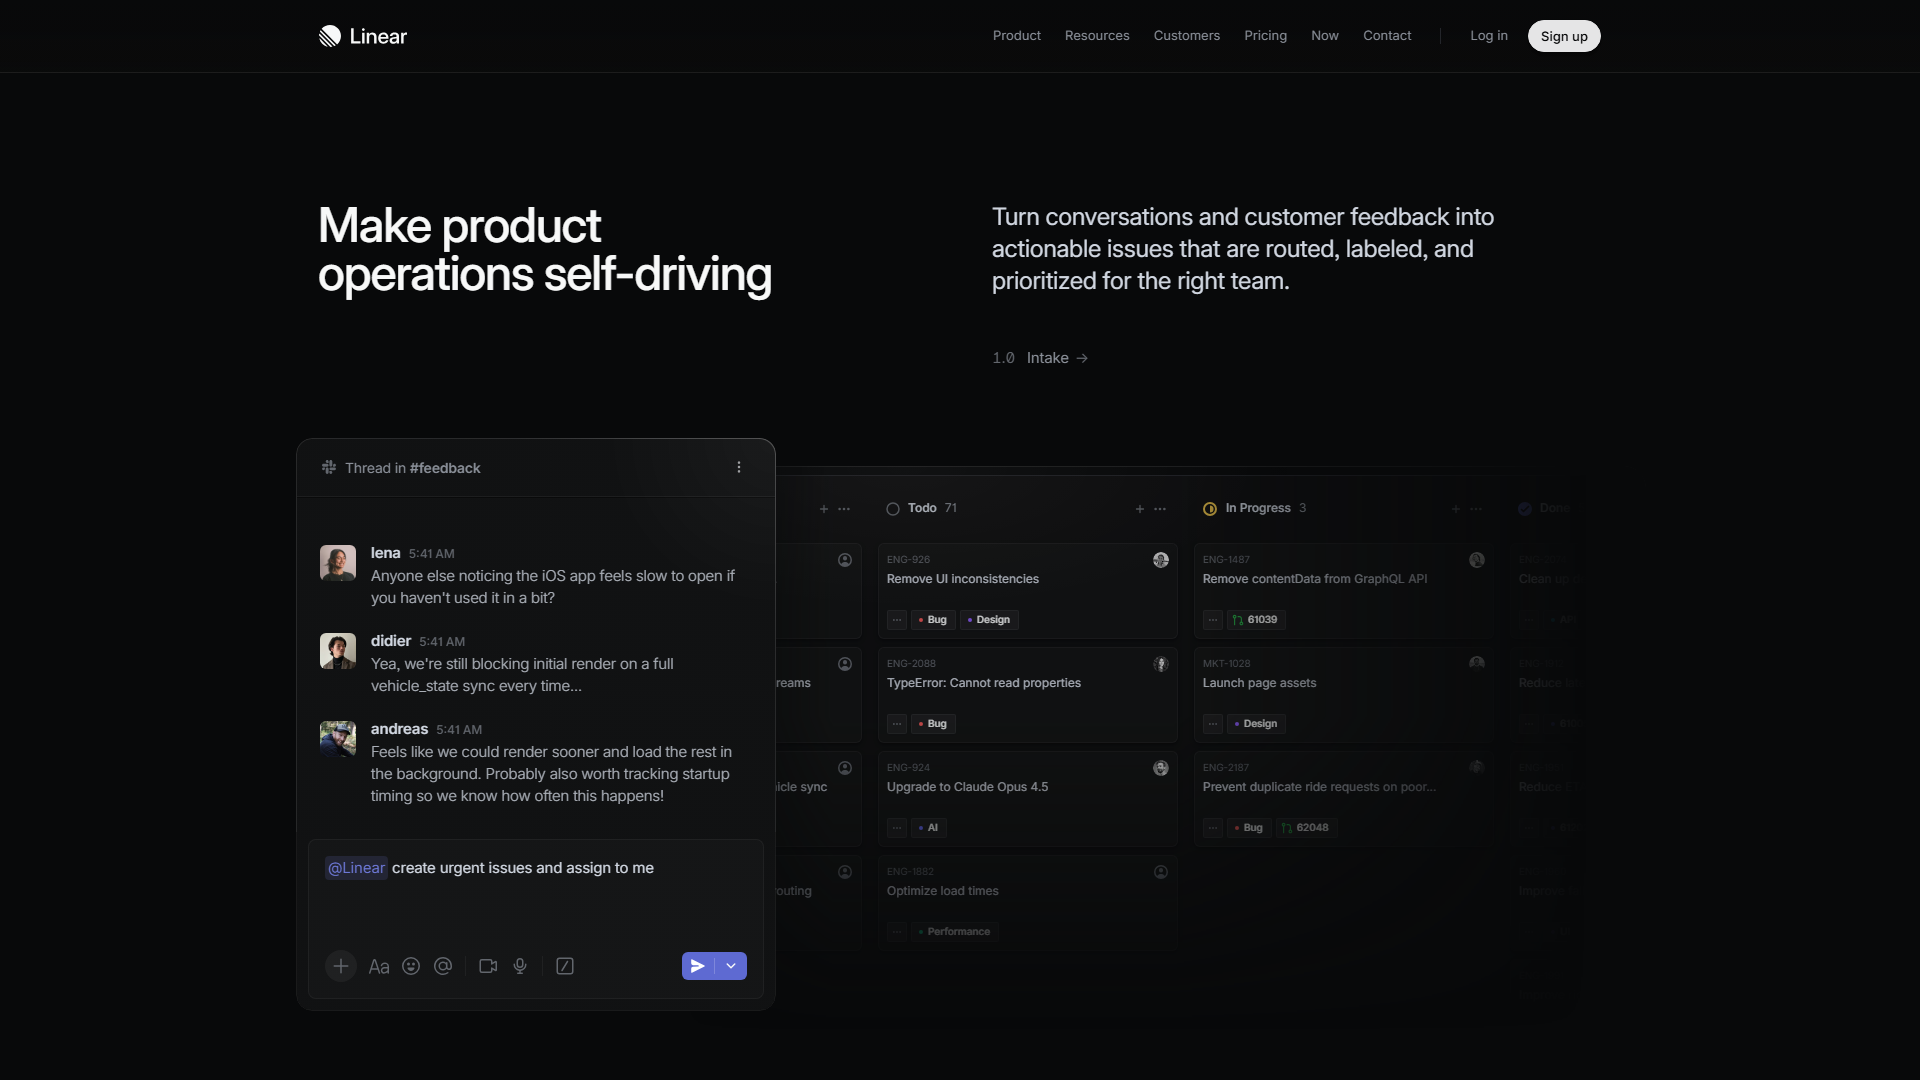 Linear
Product
Resources
Customers
Pricing
Now
Contact
Log in
Sign up
Make product
operations self-driving
Turn conversations and customer feedback into
actionable issues that are routed, labeled, and
prioritized for the right team.
1.0 Intake →
Thread in #feedback
lena 5:41 AM
Anyone else noticing the iOS app feels slow to open if
you haven't used it in a bit?
didier 5:41 AM
Yea, we're still blocking initial render on a full
vehicle_state sync every time...
andreas 5:41 AM
Feels like we could render sooner and load the rest in
the background. Probably also worth tracking startup
timing so we know how often this happens!
@Linear create urgent issues and assign to me
Aa
reams
icle sync
outing
Todo 71
ENG-926
Remove UI inconsistencies
Bug
Design
ENG-2088
TypeError: Cannot read properties
Bug
ENG-924
Upgrade to Claude Opus 4.5
AI
ENG-1882
Optimize load times
Performance
In Progress 3
ENG-1487
Remove contentData from GraphQL API
61039
MKT-1028
Launch page assets
Design
ENG-2187
Prevent duplicate ride requests on poor...
Bug
62048
Done
Clean up
Reduce
Reduce
Improve